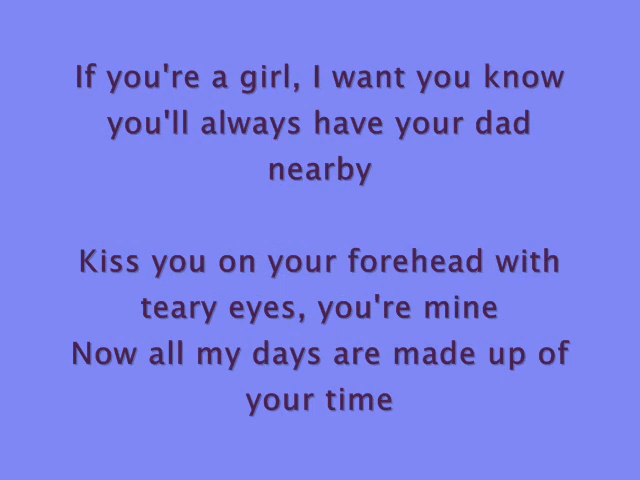 If you're a girl, I want you know
you'll always have your dad
nearby
Kiss you on your forehead with
teary eyes, you're mine
Now all my days are made up of
your time